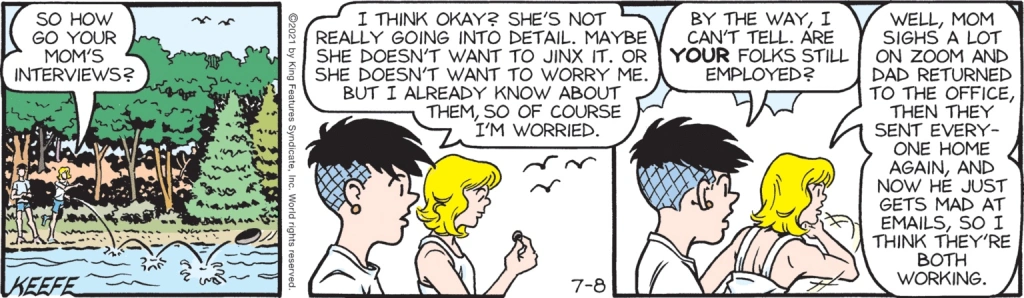 SO HOW
GO YOUR
MOM'S
INTERVIEWS?
KEEFE
©2021 by King Features Syndicate, Inc. World rights reserved.
I THINK OKAY? SHE'S NOT
REALLY GOING INTO DETAIL. MAYBE
SHE DOESN'T WANT TO JINX IT. OR
SHE DOESN'T WANT TO WORRY ME.
BUT I ALREADY KNOW ABOUT
THEM, SO OF COURSE
I'M WORRIED.
7-8
BY THE WAY, I
CAN'T TELL. ARE
YOUR FOLKS STILL
EMPLOYED?
WELL, MOM
SIGHS A LOT
ON ZOOM AND
DAD RETURNED
TO THE OFFICE,
THEN THEY
SENT EVERY-
ONE HOME
AGAIN, AND
NOW HE JUST
GETS MAD AT
EMAILS, SO I
THINK THEY'RE
BOTH
WORKING.